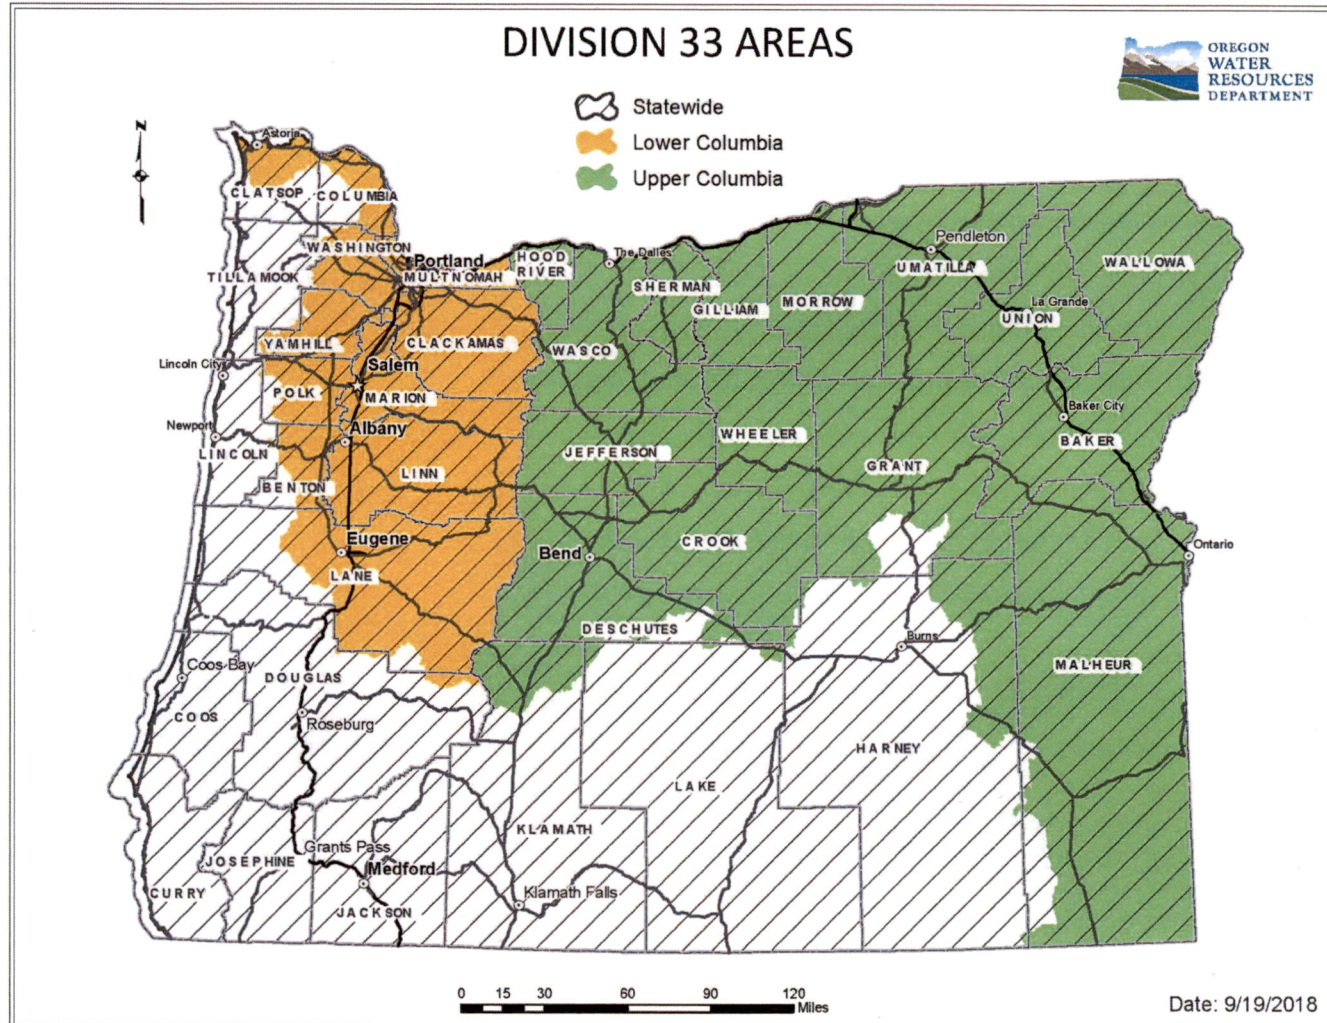 DIVISION 33 AREAS
OREGON
WATER
RESOURCES
DEPARTMENT
Statewide
Lower Columbia
Upper Columbia
N
Astoria
CLATSOP
COLUMBIA
WASHINGTON
Portland
MULTNOMAH
TILLAMOOK
HOOD
RIVER
The Dalles
SHERMAN
GILLIAM
MORROW
Pendleton
UMATILLA
WALLOWA
La Grande
UNION
YAMHILL
CLACKAMAS
WASCO
Lincoln City
Salem
POLK
MARION
Baker City
Newport
Albany
WHEELER
BAKER
LINCOLN
LINN
JEFFERSON
GRANT
BENTON
Eugene
Bend
CROOK
Ontario
LANE
DESCHUTES
Burns
Coos Bay
DOUGLAS
MALHEUR
COOS
Roseburg
HARNEY
LAKE
KLAMATH
Grants Pass
JOSEPHINE
Medford
CURRY
Klamath Falls
JACKSON
0 15 30 60 90 120
Miles
Date: 9/19/2018